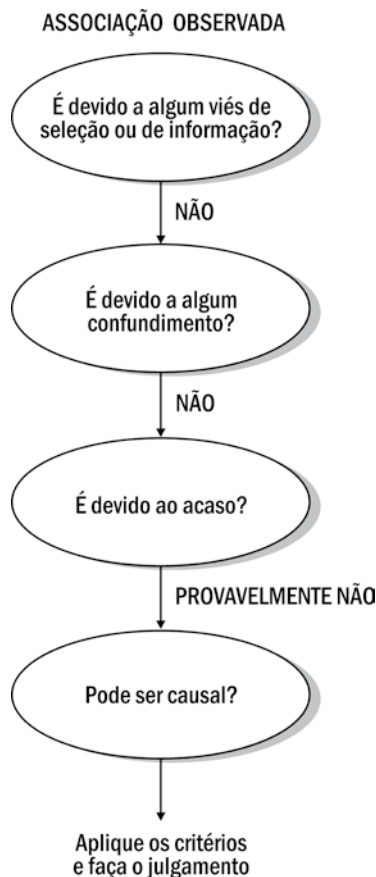 ASSOCIAÇÃO OBSERVADA
É devido a algum viés de
seleção ou de informação?
NÃO
É devido a algum
confundimento?
NÃO
É devido ao acaso?
PROVAVELMENTE NÃO
Pode ser causal?
Aplique os critérios
e faça o julgamento